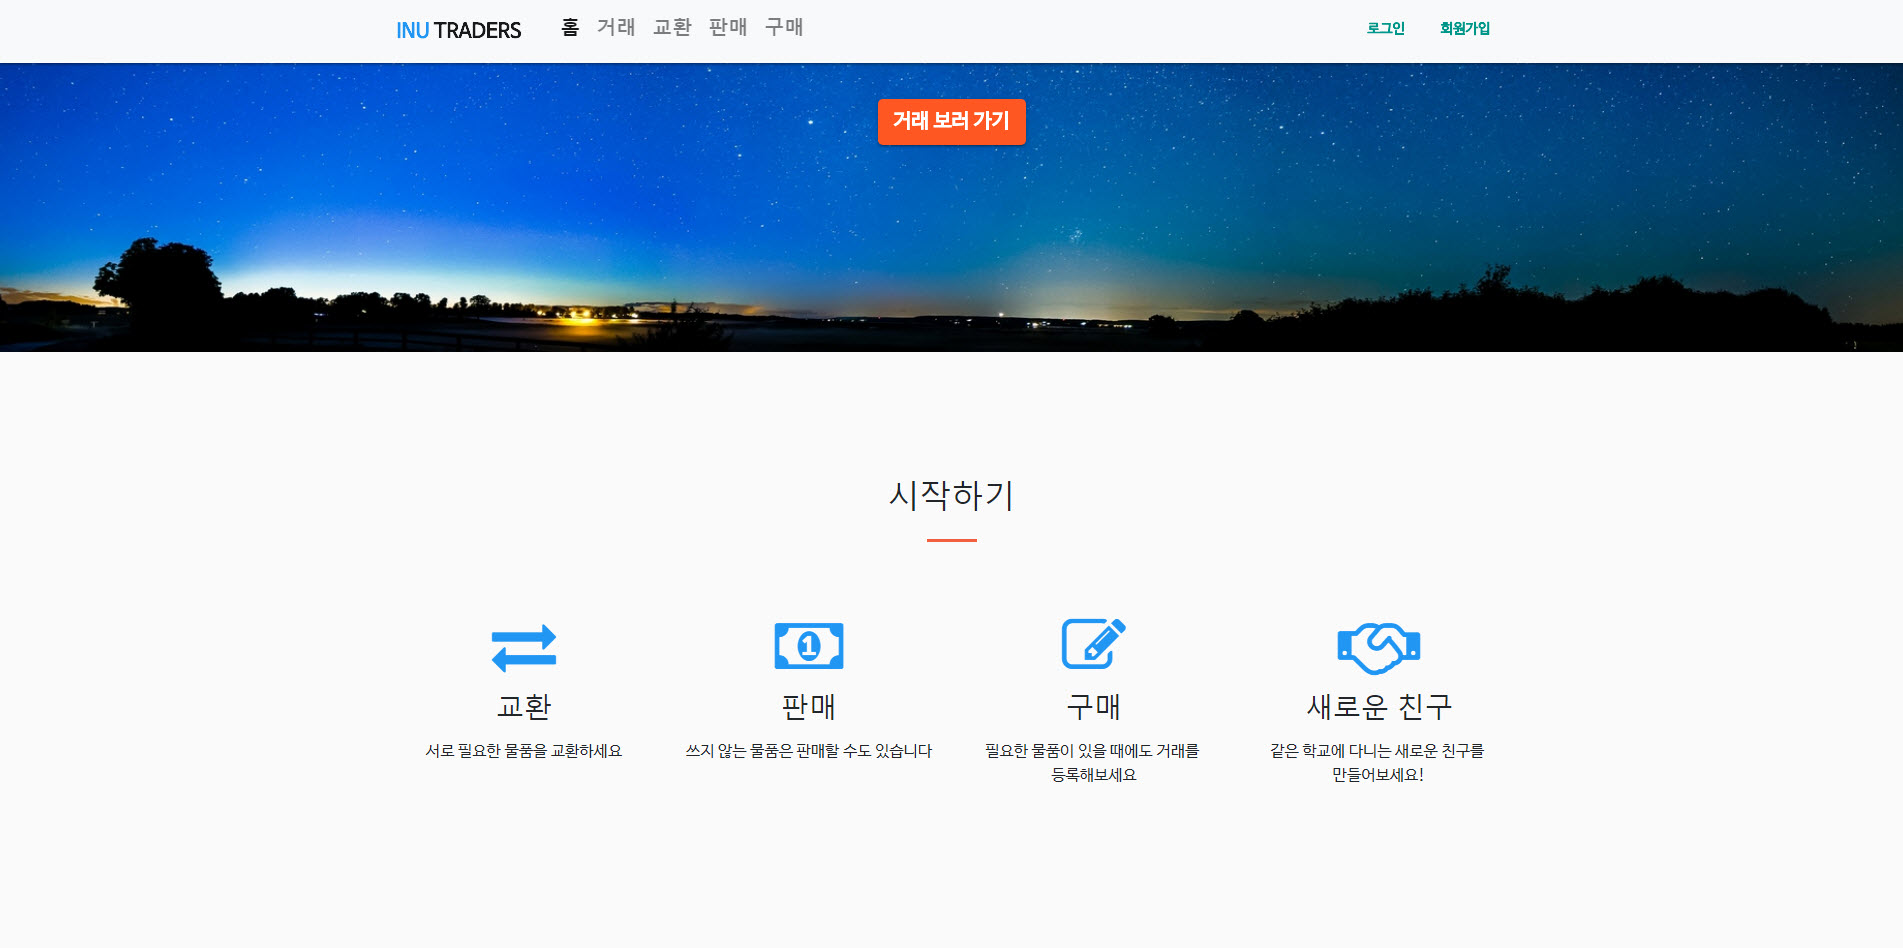 INU TRADERS 홈 거래 교환 판매 구매 로그인 회원가입
거래 보러 가기
시작하기
1
교환
서로 필요한 물품을 교환하세요
판매
쓰지 않는 물품은 판매할 수도 있습니다
구매
필요한 물품이 있을 때에도 거래를
등록해보세요
새로운 친구
같은 학교에 다니는 새로운 친구를
만들어보세요!